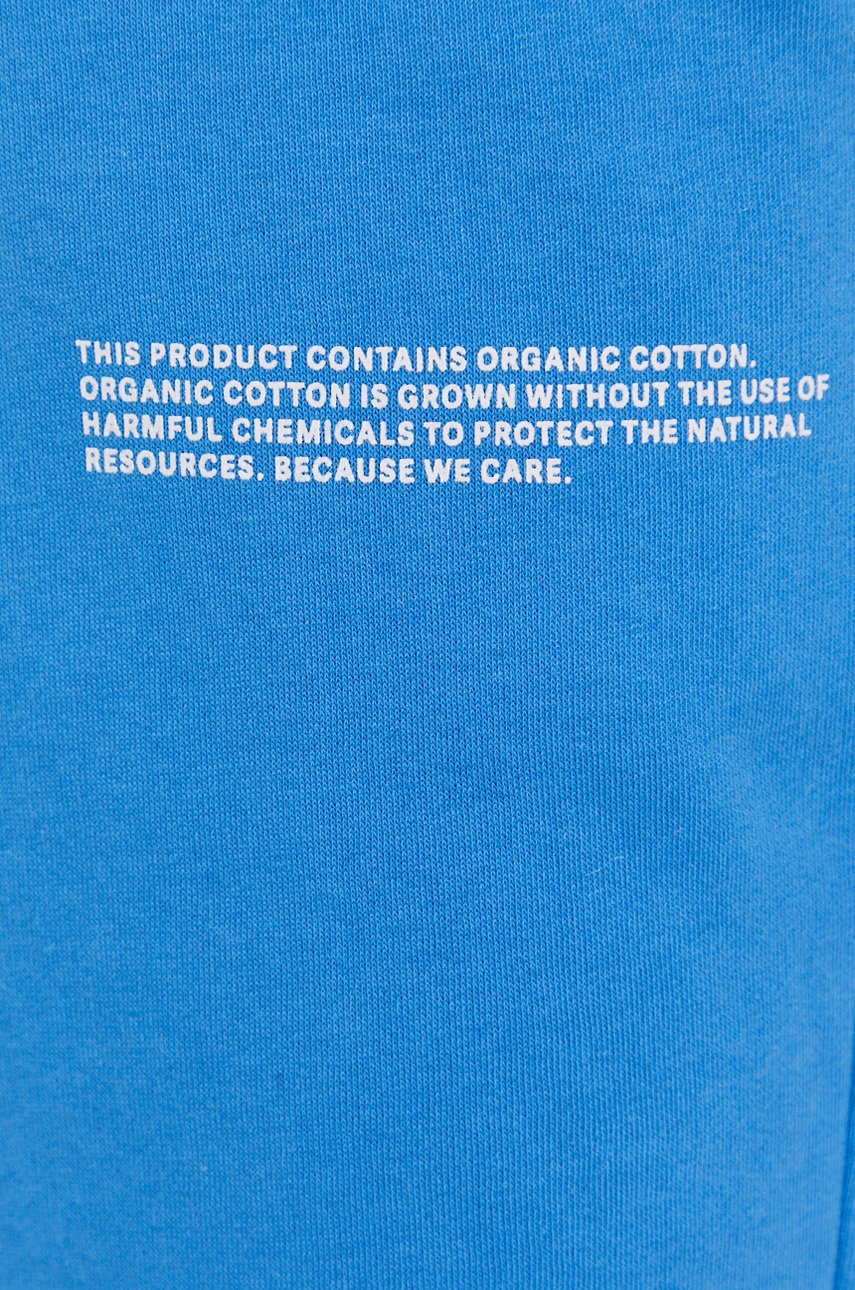 THIS PRODUCT CONTAINS ORGANIC COTTON.
ORGANIC COTTON IS GROWN WITHOUT THE USE OF
HARMFUL CHEMICALS TO PROTECT THE NATURAL
RESOURCES. BECAUSE WE CARE.